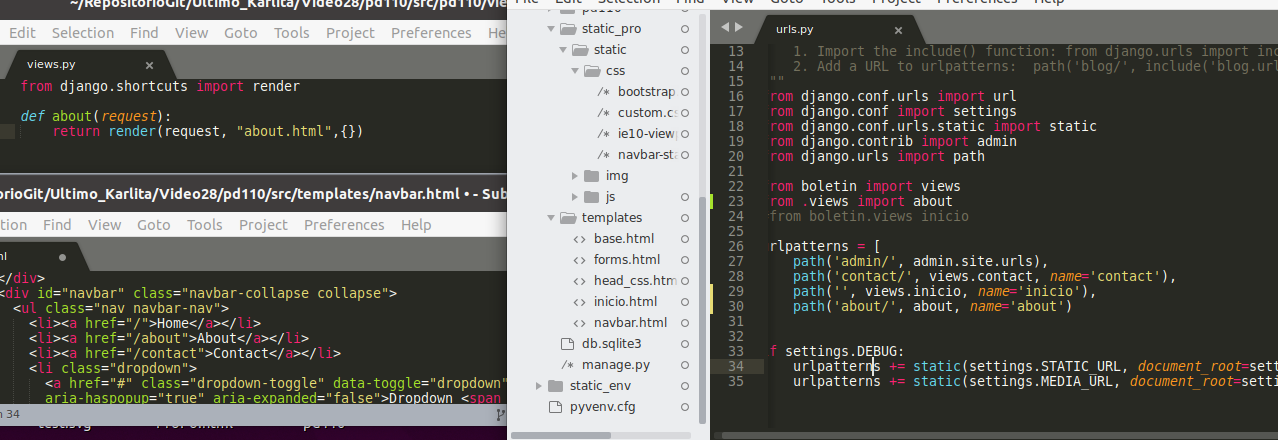 ~/RepositorioGit/Ultimo_Karlita/Video28/pd110/src/pd110/vie
Edit Selection Find View Goto Tools Project Preferences He
views.py ×
from django.shortcuts import render
def about(request):
return render(request, "about.html",{})
orioGit/Ultimo_Karlita/Video28/pd110/src/templates/navbar.html • - Sub
tion Find View Goto Tools Project Preferences Help
ml
</div>
<div id="navbar" class="navbar-collapse collapse">
<ul class="nav navbar-nav">
<li><a href="/">Home</a></li>
<li><a href="/about">About</a></li>
<li><a href="/contact">Contact</a></li>
<li class="dropdown">
<a href="#" class="dropdown-toggle" data-toggle="dropdown"
aria-haspopup="true" aria-expanded="false">Dropdown <span
n 34
static_pro
static
css
/* bootstrap
/* custom.cs
/* ie10-view
/* navbar-sta
img
js
templates
<> base.html
<> forms.html
<> head_css.htm
<> inicio.html
<> navbar.html
db.sqlite3
/* manage.py
static_env
pyvenv.cfg
urls.py ×
13 1. Import the include() function: from django.urls import inc
14 2. Add a URL to urlpatterns: path('blog/', include('blog.url
15 ""
16 rom django.conf.urls import url
17 rom django.conf import settings
18 rom django.conf.urls.static import static
19 rom django.contrib import admin
20 rom django.urls import path
21
22 rom boletin import views
23 rom .views import about
24 from boletin.views inicio
25
26 rlpatterns = [
27 path('admin/', admin.site.urls),
28 path('contact/', views.contact, name='contact'),
29 path('', views.inicio, name='inicio'),
30 path('about/', about, name='about')
31
32
33 f settings.DEBUG:
34 urlpatterns += static(settings.STATIC_URL, document_root=sett
35 urlpatterns += static(settings.MEDIA_URL, document_root=setti